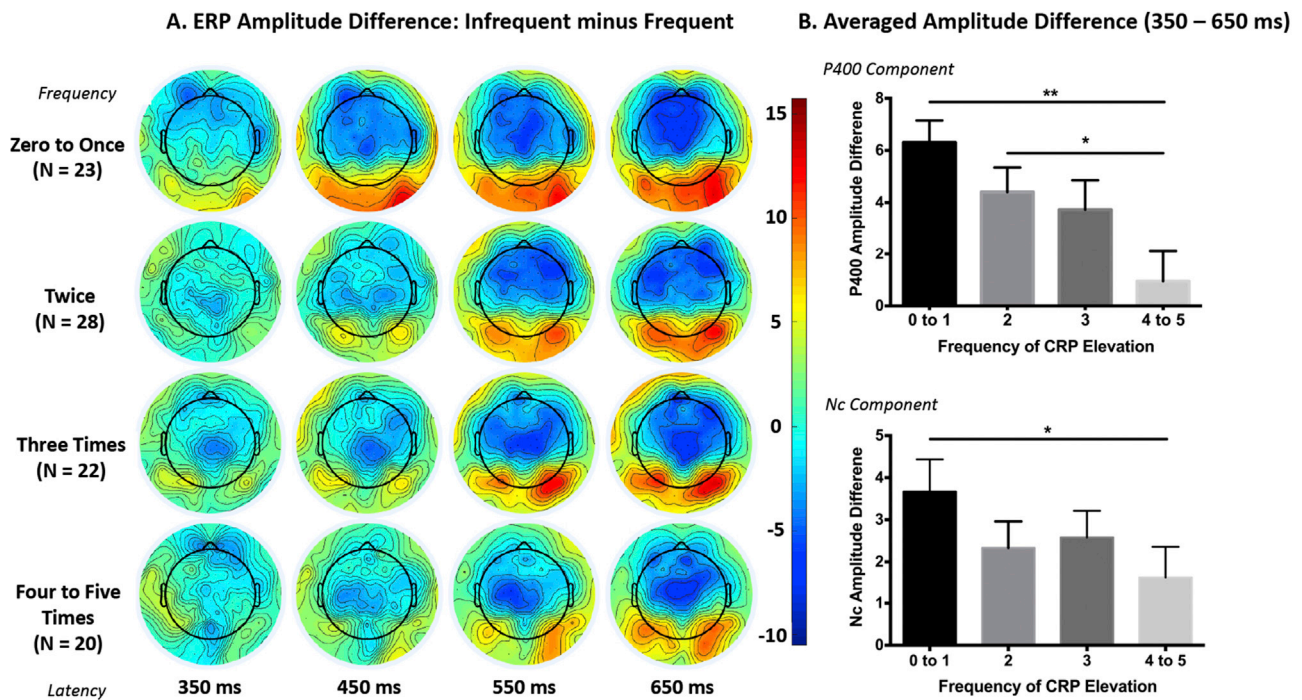 A. ERP Amplitude Difference: Infrequent minus Frequent
Frequency
Zero to Once
(N = 23)
Twice
(N = 28)
Three Times
(N = 22)
Four to Five
Times
(N = 20)
Latency
350 ms
450 ms
550 ms
650 ms
15
10
5
0
-5
-10
B. Averaged Amplitude Difference (350 – 650 ms)
P400 Component
P400 Amplitude Differene
8
6
4
2
0
**
*
0 to 1
2
3
4 to 5
Frequency of CRP Elevation
Nc Component
Nc Amplitude Differene
5
4
3
2
1
0
*
0 to 1
2
3
4 to 5
Frequency of CRP Elevation